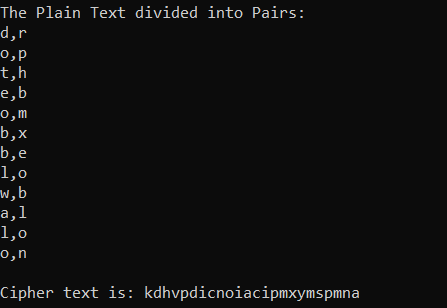 The Plain Text divided into Pairs:
d,r
o,p
t,h
e,b
o,m
b,x
b,e
l,o
w,b
a,l
l,o
o,n
Cipher text is: kdhvpdicnoiacipmxymspmna